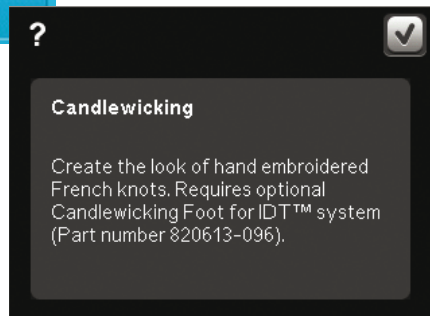 ?
Candlewicking
Create the look of hand embroidered
French knots. Requires optional
Candlewicking Foot for IDT™ system
(Part number 820613-096).